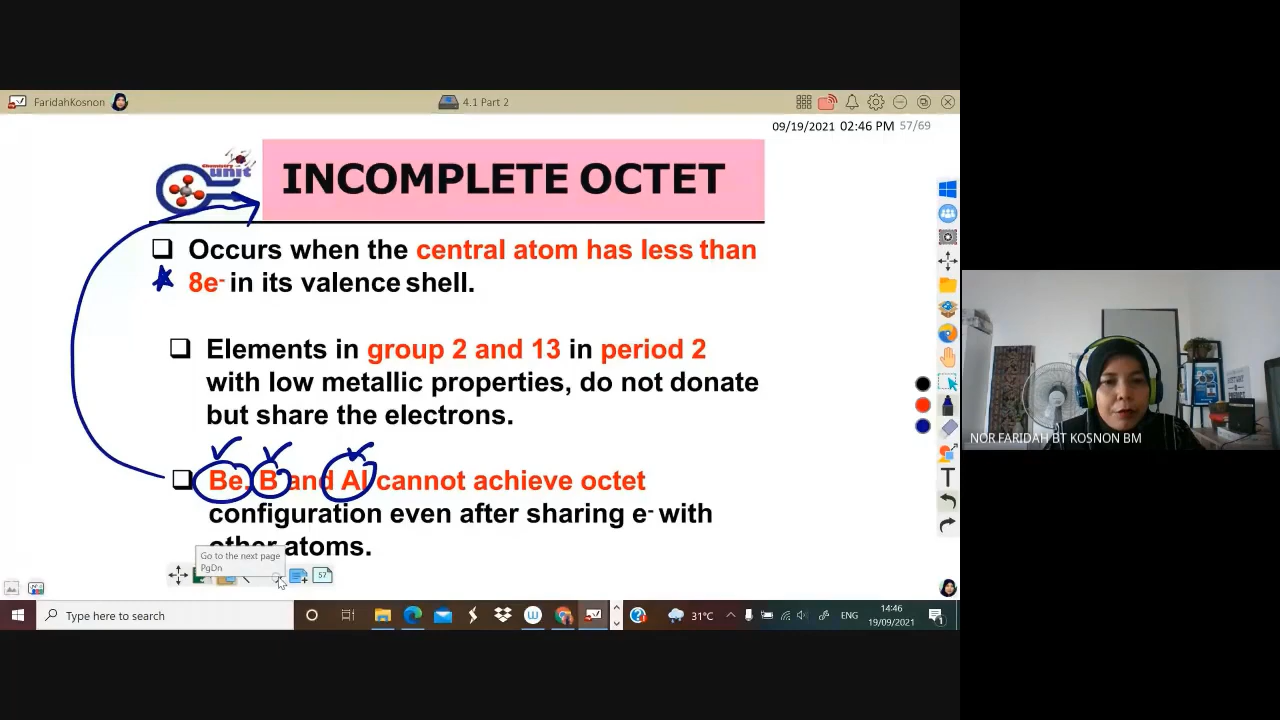 FaridahKosnon
4.1 Part 2
09/19/2021 02:46 PM 57/69
Chemistry
unit
INCOMPLETE OCTET
❑ Occurs when the central atom has less than
8e- in its valence shell.
❑ Elements in group 2 and 13 in period 2
with low metallic properties, do not donate
but share the electrons.
❑ Be, B and Al cannot achieve octet
configuration even after sharing e- with
other atoms.
Go to the next page
PgDn
57
T
NOR FARIDAH BT KOSNON BM
Type here to search
31°C
ENG
14:46
19/09/2021